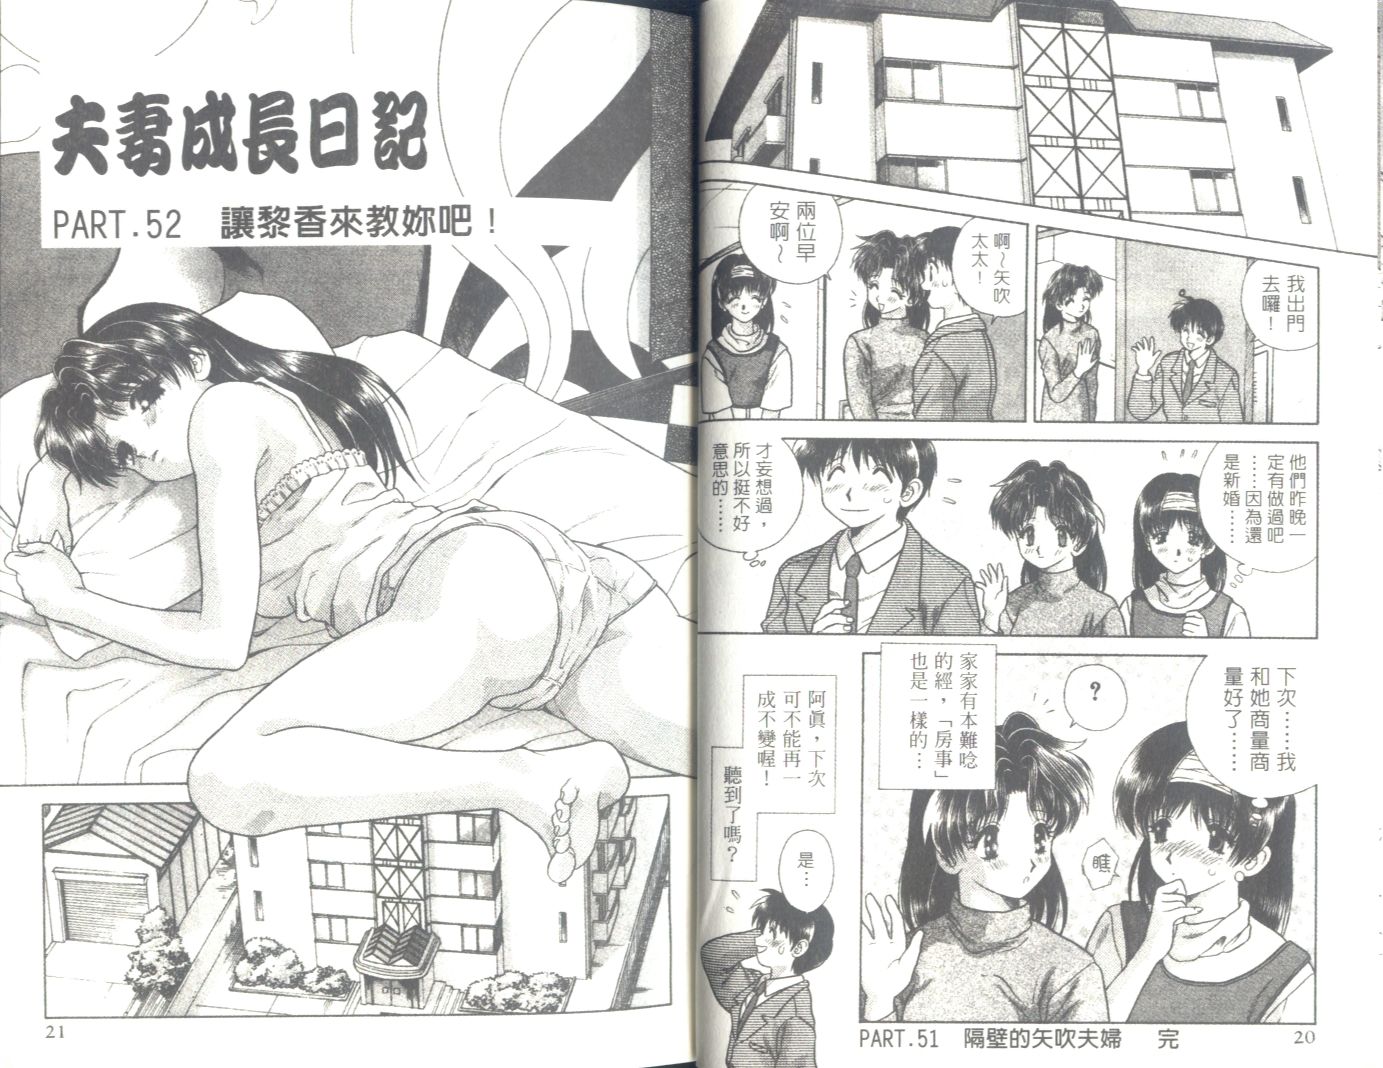 我出門
去囉！
啊～矢吹
太太！
兩位早
安啊～
他們昨晚一
定有做過吧
……因為還
是新婚……
才妄想過，
所以挺不好
意思的……
下次……我
和她商量商
量好了……
？
瞧
家家有本難唸
的經，「房事」
也是一樣的…
阿真，下次
可不能再一
成不變喔！
聽到了嗎？
是…
PART.51 隔壁的矢吹夫婦 完
20
夫妻成長日記
PART.52 讓黎香來教妳吧！
21